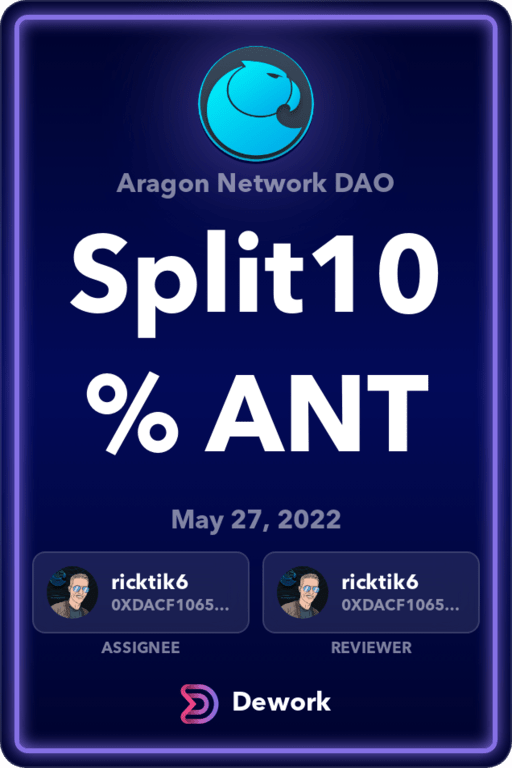 Aragon Network DAO
Split10
% ANT
May 27, 2022
ricktik6
0XDACF1065...
ASSIGNEE
ricktik6
0XDACF1065...
REVIEWER
Dework